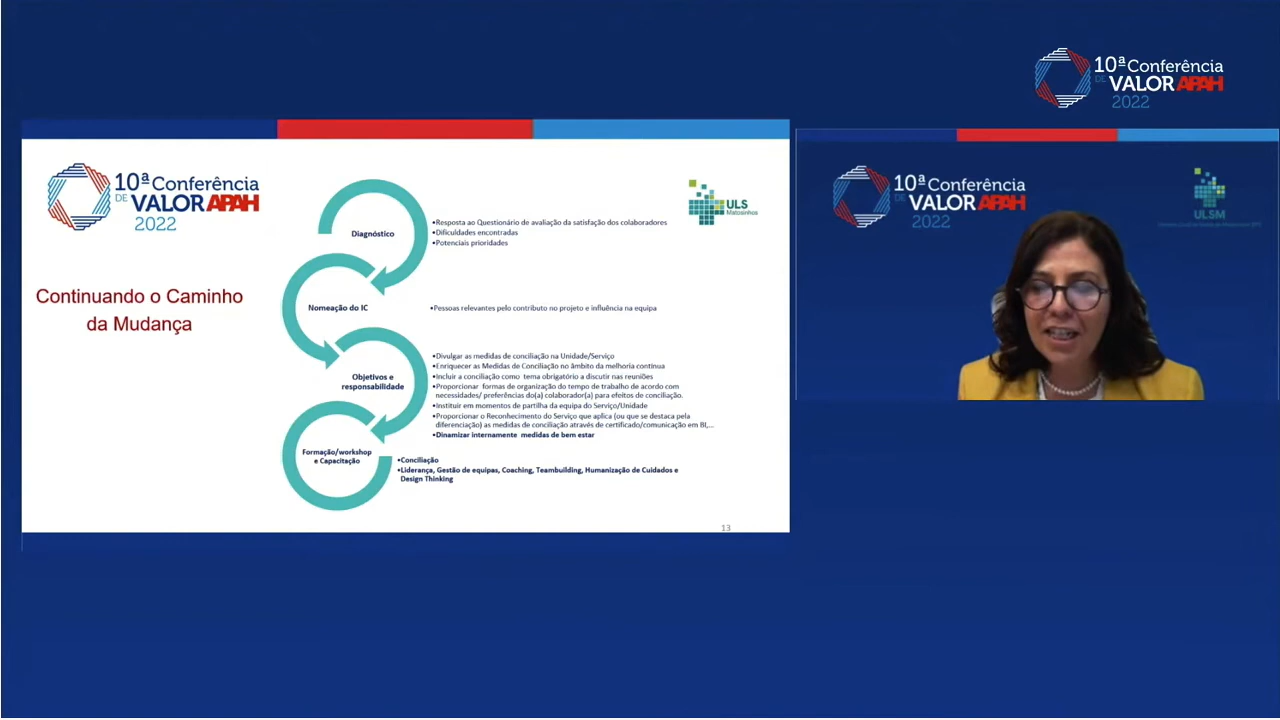 10ª Conferência
DE VALOR APAH
2022
10ª Conferência
DE VALOR APAH
2022
ULS
Matosinhos
Continuando o Caminho
da Mudança
Diagnóstico
•Resposta ao Questionário de avaliação da satisfação dos colaboradores
•Dificuldades encontradas
•Potenciais prioridades
Nomeação do IC
•Pessoas relevantes pelo contributo no projeto e influência na equipa
Objetivos e
responsabilidade
•Divulgar as medidas de conciliação na Unidade/Serviço
•Enriquecer as Medidas de Conciliação no âmbito da melhoria contínua
•Incluir a conciliação como tema obrigatório a discutir nas reuniões
•Proporcionar formas de organização do tempo de trabalho de acordo com
necessidades/ preferências do(a) colaborador(a) para efeitos de conciliação.
•Instituir em momentos de partilha da equipa do Serviço/Unidade
•Proporcionar o Reconhecimento do Serviço que aplica (ou que se destaca pela
diferenciação) as medidas de conciliação através de certificado/comunicação em BI,...
•Dinamizar internamente medidas de bem estar
Formação/workshop
e Capacitação
•Conciliação
•Liderança, Gestão de equipas, Coaching, Teambuilding, Humanização de Cuidados e
Design Thinking
13
10ª Conferência
DE VALOR APAH
2022
ULSM